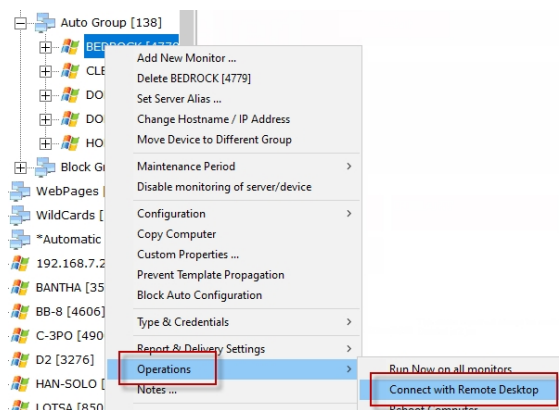 Auto Group [138]
BEDROCK [4779
Add New Monitor ...
CLE
Delete BEDROCK [4779]
DO
Set Server Alias ...
DO
Change Hostname / IP Address
HO
Move Device to Different Group
Block G
Maintenance Period
WebPages [
Disable monitoring of server/device
WildCards [
Configuration
*Automatic
Copy Computer
Custom Properties ...
192.168.7.2
Prevent Template Propagation
BANTHA [35
Block Auto Configuration
BB-8 [4606]
C-3PO [490
Type & Credentials
D2 [3276]
Report & Delivery Settings
HAN-SOLO [
Operations
Run Now on all monitors
Notes ...
Connect with Remote Desktop
LOTSA [850
Reboot Computer